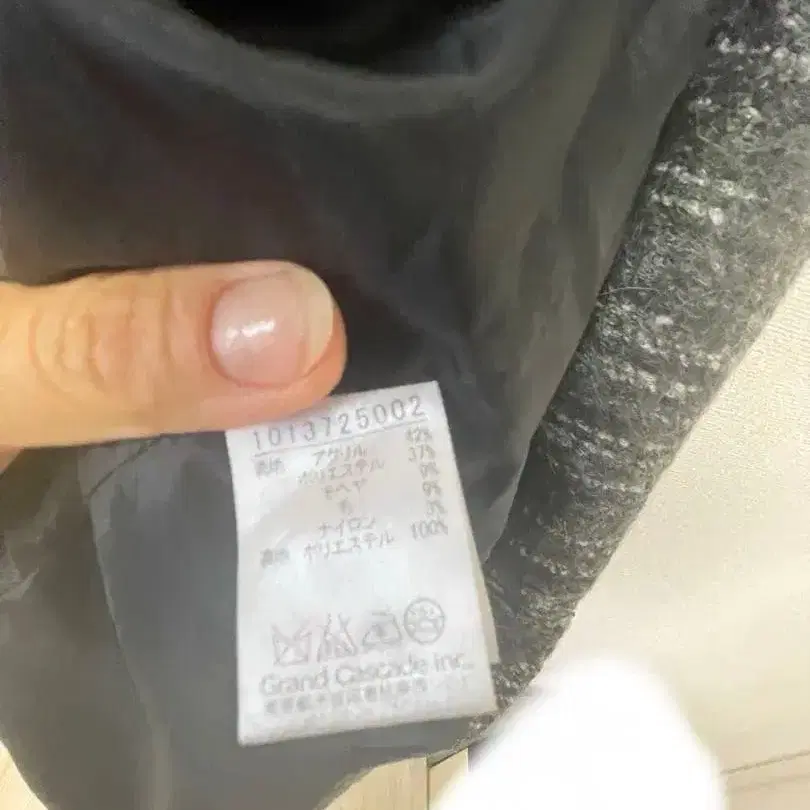 1013725002
表地 アクリル 42%
ポリエステル 37%
モヘヤ 9%
毛 9%
ナイロン 3%
裏地 ポリエステル 100%
Grand Cascade Inc.